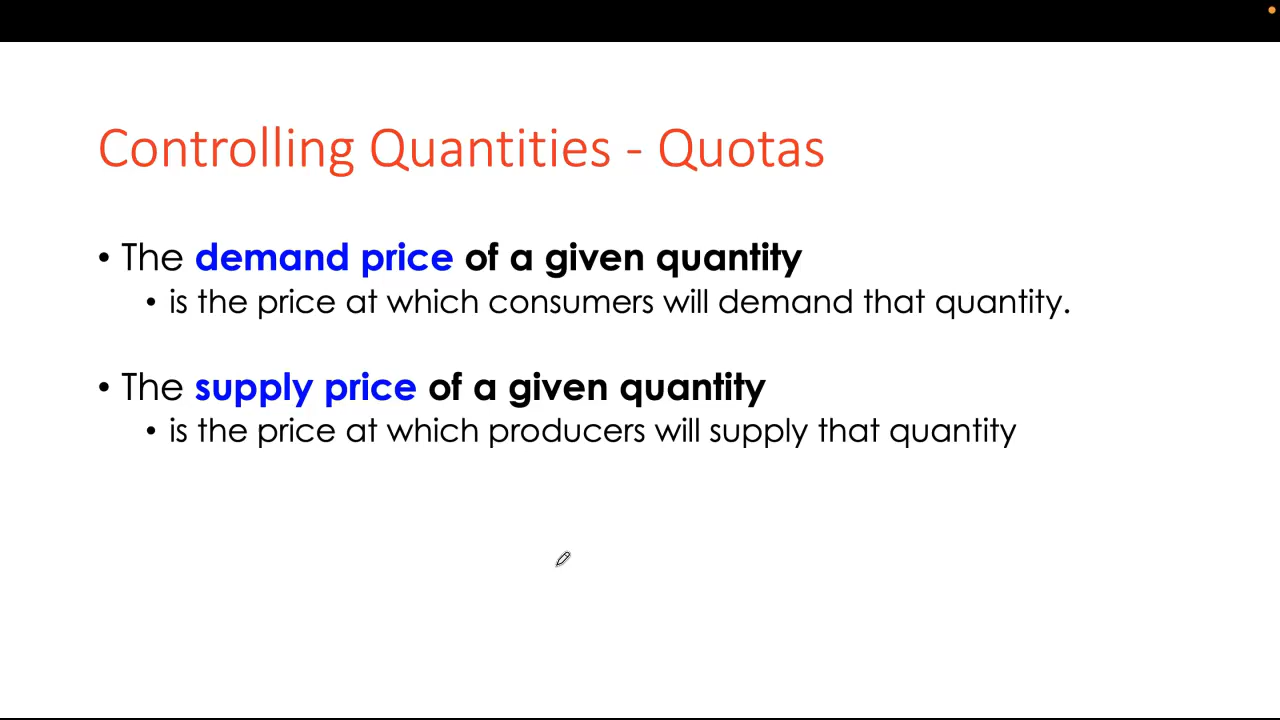 Controlling Quantities - Quotas
• The demand price of a given quantity
• is the price at which consumers will demand that quantity.
• The supply price of a given quantity
• is the price at which producers will supply that quantity